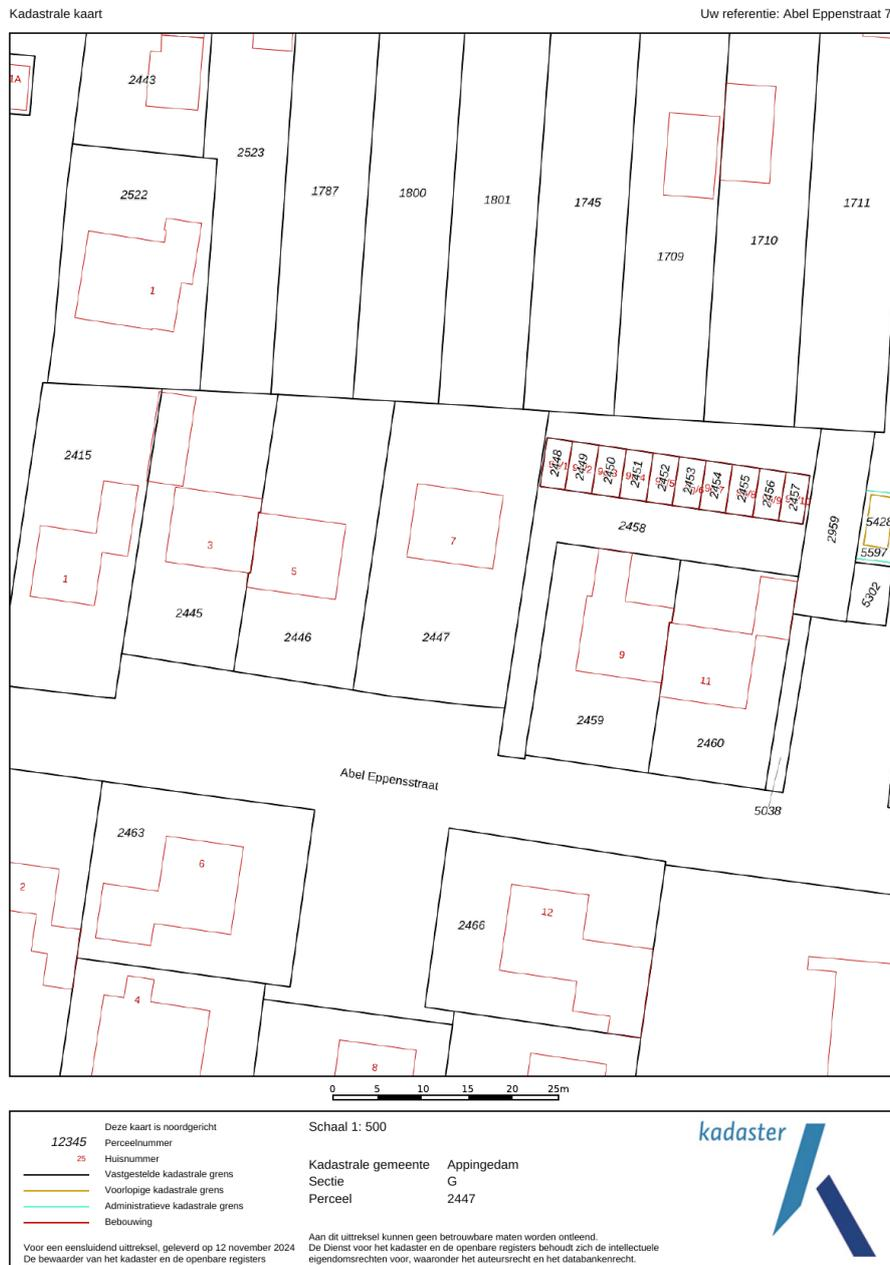 Kadastrale kaart
Uw referentie: Abel Eppenstraat 7
1A
2443
2523
2522
1787
1800
1801
1745
1711
1710
1709
1
2415
2448
2449
2450
2451
2452
2453
2454
2455
2456
2457
5428
2458
2959
5597
3
7
5
1
5302
2445
2446
2447
9
11
2459
2460
Abel Eppensstraat
5038
2463
6
2
12
2466
4
8
0 5 10 15 20 25m
Deze kaart is noordgericht
12345 Perceelnummer
25 Huisnummer
Vastgestelde kadastrale grens
Voorlopige kadastrale grens
Administratieve kadastrale grens
Bebouwing
Voor een eensluidend uittreksel, geleverd op 12 november 2024
De bewaarder van het kadaster en de openbare registers
Schaal 1: 500
Kadastrale gemeente Appingedam
Sectie G
Perceel 2447
Aan dit uittreksel kunnen geen betrouwbare maten worden ontleend.
De Dienst voor het kadaster en de openbare registers behoudt zich de intellectuele
eigendomsrechten voor, waaronder het auteursrecht en het databankenrecht.
kadaster